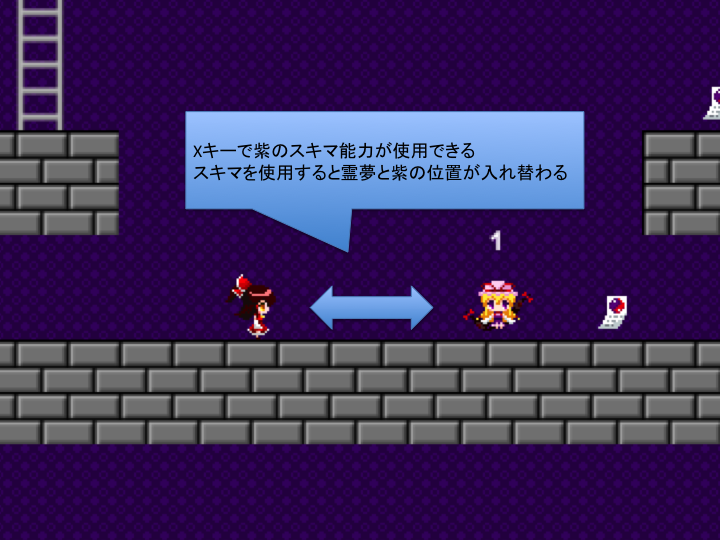 Xキーで紫のスキマ能力が使用できる
スキマを使用すると霊夢と紫の位置が入れ替わる
1